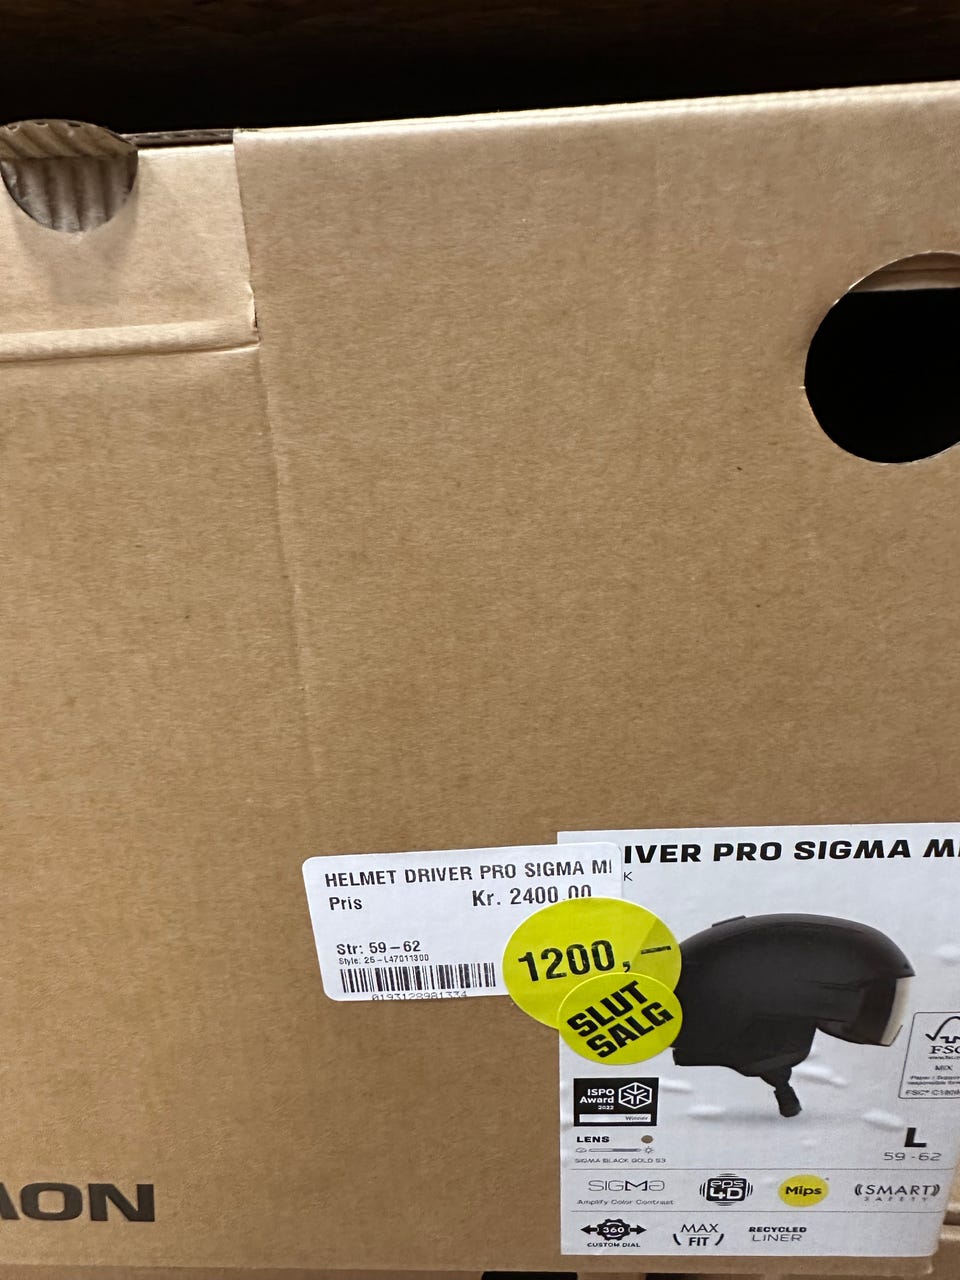 HELMET DRIVER PRO SIGMA MI
Pris Kr. 2400.00
Str: 59-62
Style: 25-L47011300
0193128981334
1200,-
SLUT
SALG
IVER PRO SIGMA M
K
ISPO
Award
2022
Winner
LENS
SIGMA BLACK GOLD S3
L
59-62
SIGMA
Amplify Color Contrast
EPS
4D
Mips
SMART
SAFETY
360
CUSTOM DIAL
MAX
FIT
RECYCLED
LINER
FSC
MIX
MON